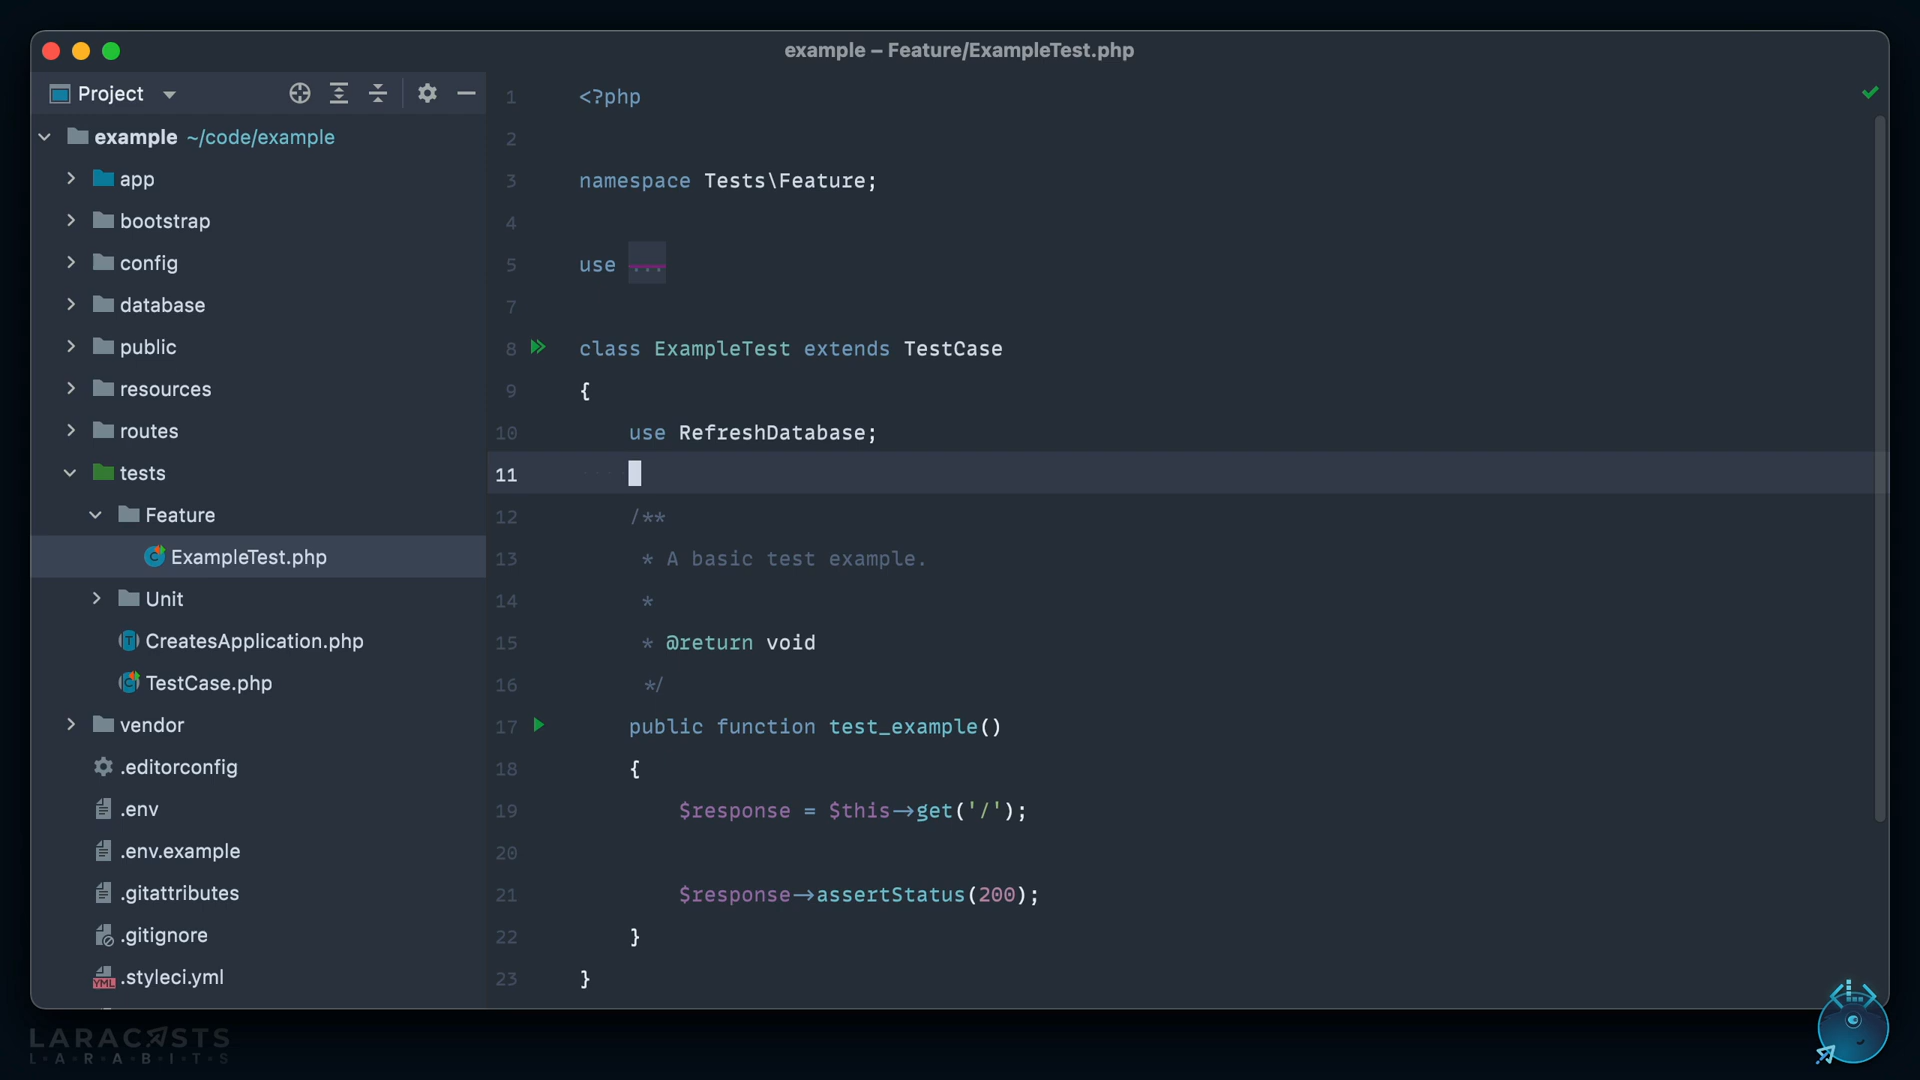 example – Feature/ExampleTest.php
Project
example ~/code/example
app
bootstrap
config
database
public
resources
routes
tests
Feature
ExampleTest.php
Unit
CreatesApplication.php
TestCase.php
vendor
.editorconfig
.env
.env.example
.gitattributes
.gitignore
YML .styleci.yml
1 <?php
2
3 namespace Tests\Feature;
4
5 use ...
7
8 class ExampleTest extends TestCase
9 {
10 use RefreshDatabase;
11
12 /**
13 * A basic test example.
14 *
15 * @return void
16 */
17 public function test_example()
18 {
19 $response = $this->get('/');
20
21 $response->assertStatus(200);
22 }
23 }
LARACASTS
L·A·R·A·B·I·T·S